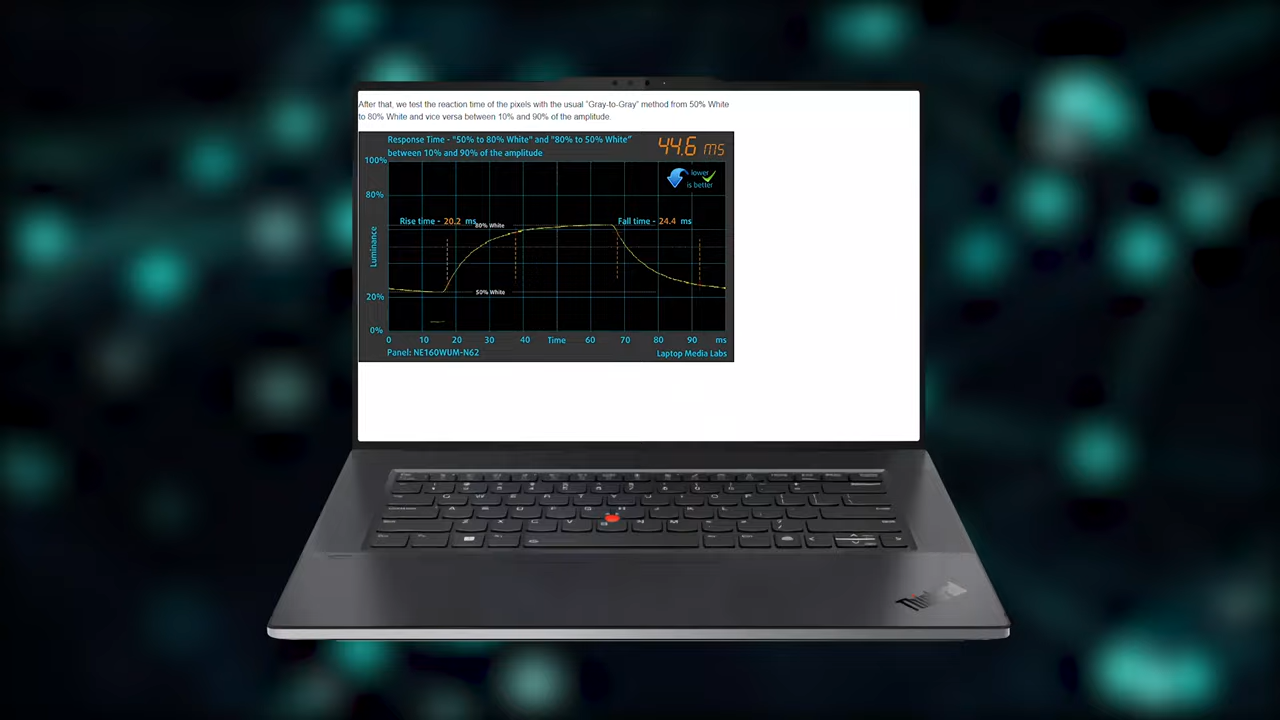 After that, we test the reaction time of the pixels with the usual "Gray-to-Gray" method from 50% White
to 80% White and vice versa between 10% and 90% of the amplitude.
Response Time - "50% to 80% White" and "80% to 50% White"
between 10% and 90% of the amplitude
44.6 ms
lower
is better
100%
80%
20%
0%
Luminance
Rise time - 20.2 ms
80% White
Fall time - 24.4 ms
50% White
0 10 20 30 40 Time 60 70 80 90 ms
Panel: NE160WUM-N62
Laptop Media Labs